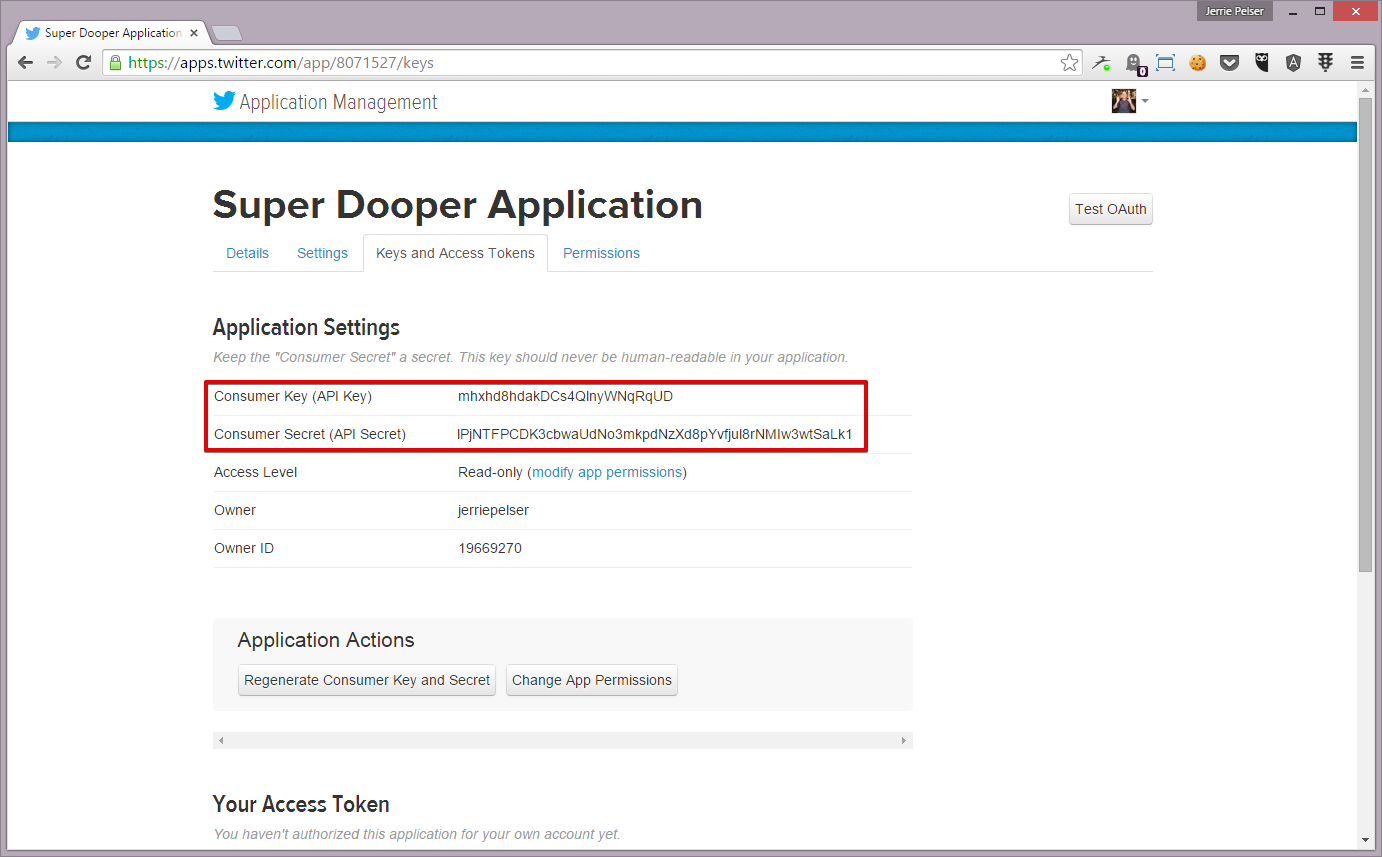 Jerrie Pelser
Super Dooper Application
https://apps.twitter.com/app/8071527/keys
0
Application Management
Super Dooper Application
Test OAuth
Details Settings Keys and Access Tokens Permissions
Application Settings
Keep the "Consumer Secret" a secret. This key should never be human-readable in your application.
Consumer Key (API Key)
Consumer Secret (API Secret)
Access Level Read-only (modify app permissions)
Owner jerriepelser
Owner ID 19669270
Application Actions
Regenerate Consumer Key and Secret Change App Permissions
Your Access Token
You haven't authorized this application for your own account yet.